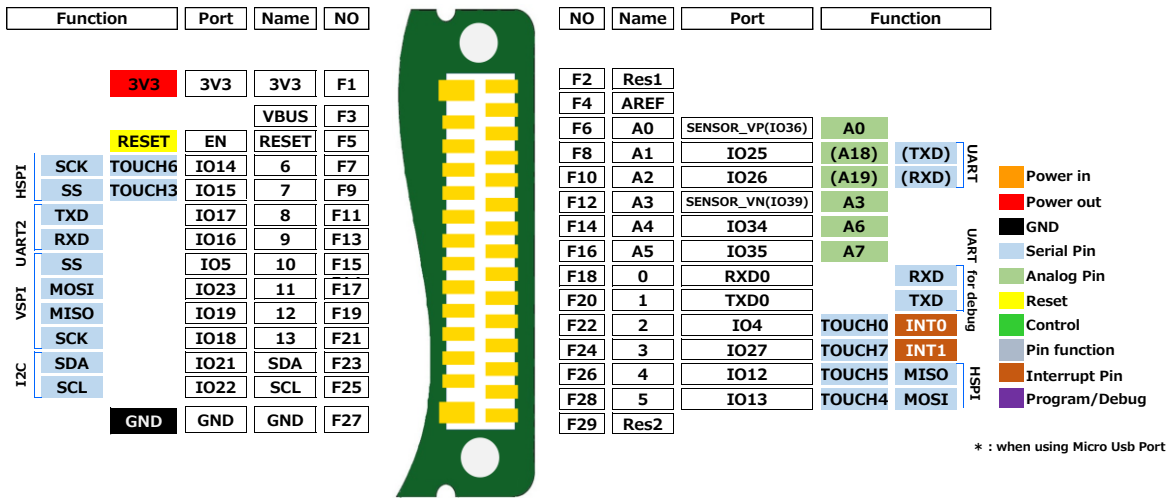 Function Port Name NO NO Name Port Function
3V3 3V3 3V3 F1 F2 Res1
VBUS F3 F4 AREF
RESET EN RESET F5 F6 A0 SENSOR_VP(IO36) A0
HSPI SCK TOUCH6 IO14 6 F7 F8 A1 IO25 (A18) (TXD) UART
SS TOUCH3 IO15 7 F9 F10 A2 IO26 (A19) (RXD) Power in
UART2 TXD IO17 8 F11 F12 A3 SENSOR_VN(IO39) A3 Power out
RXD IO16 9 F13 F14 A4 IO34 A6 GND
VSPI SS IO5 10 F15 F16 A5 IO35 A7 UART for debug Serial Pin
MOSI IO23 11 F17 F18 0 RXD0 RXD Analog Pin
MISO IO19 12 F19 F20 1 TXD0 TXD Reset
SCK IO18 13 F21 F22 2 IO4 TOUCH0 INT0 Control
I2C SDA IO21 SDA F23 F24 3 IO27 TOUCH7 INT1 Pin function
SCL IO22 SCL F25 F26 4 IO12 TOUCH5 MISO HSPI Interrupt Pin
GND GND GND F27 F28 5 IO13 TOUCH4 MOSI Program/Debug
F29 Res2
* : when using Micro Usb Port